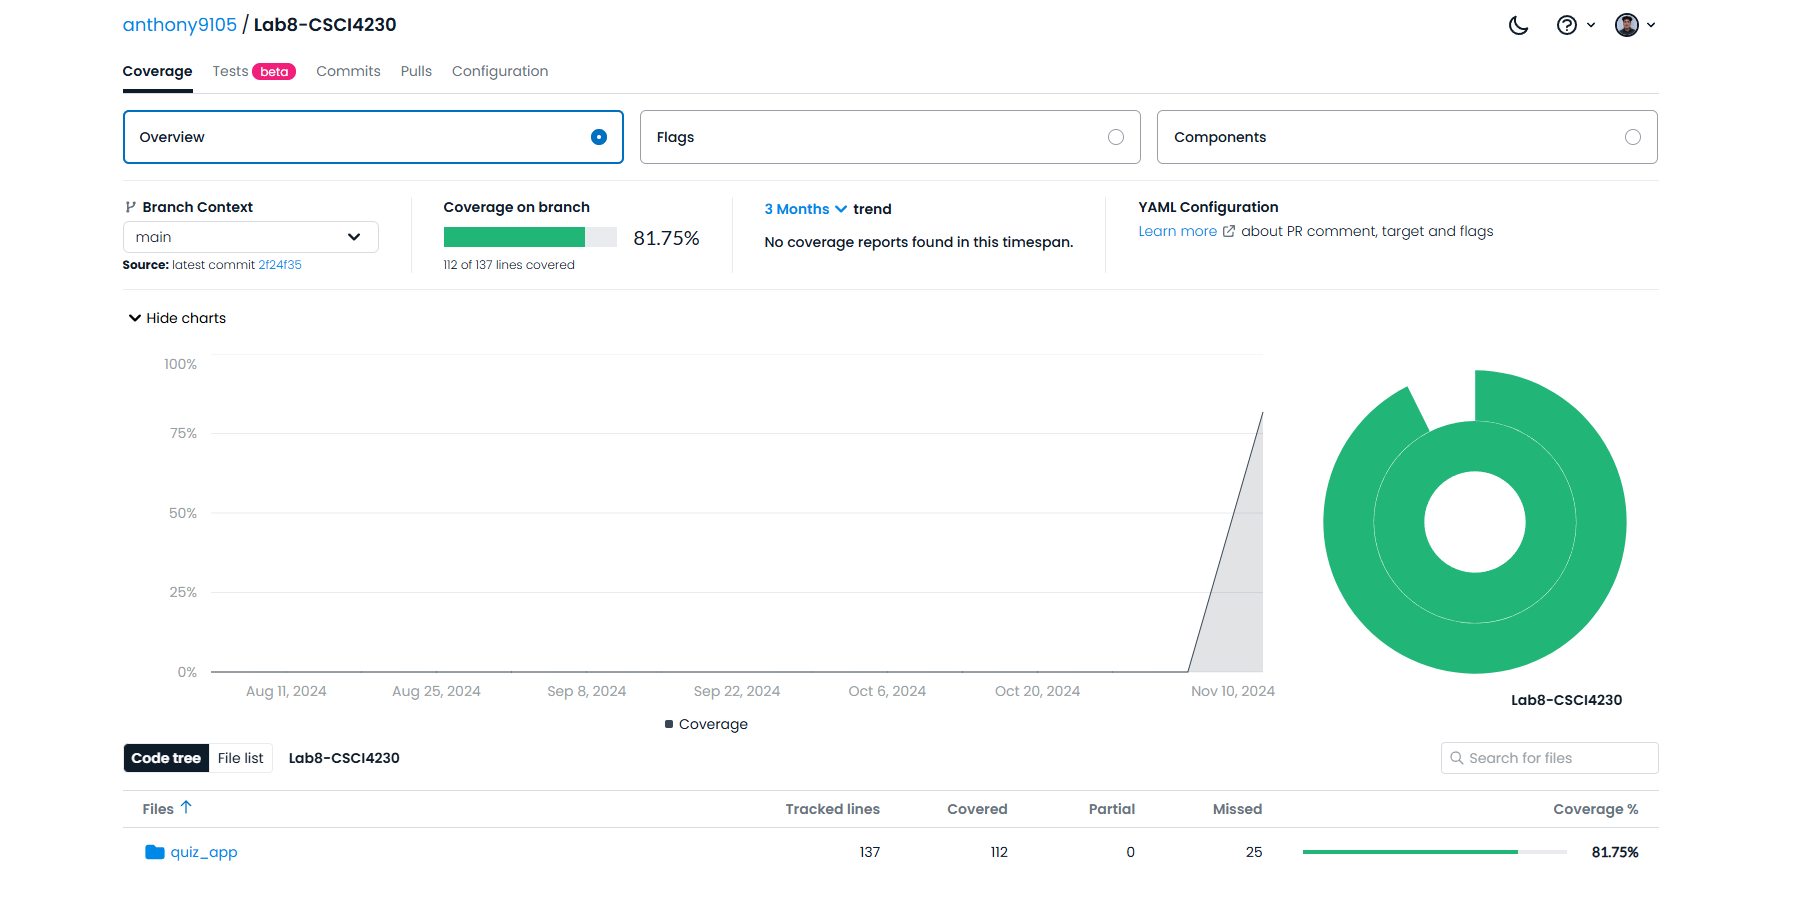 anthony9105 / Lab8-CSCI4230
Coverage Tests beta Commits Pulls Configuration
Overview Flags Components
Branch Context
main
Source: latest commit 2f24f35
Coverage on branch
81.75%
112 of 137 lines covered
3 Months trend
No coverage reports found in this timespan.
YAML Configuration
Learn more about PR comment, target and flags
Hide charts
100%
75%
50%
25%
0%
Aug 11, 2024 Aug 25, 2024 Sep 8, 2024 Sep 22, 2024 Oct 6, 2024 Oct 20, 2024 Nov 10, 2024
Coverage
Lab8-CSCI4230
Code tree File list Lab8-CSCI4230 Search for files
Files Tracked lines Covered Partial Missed Coverage %
quiz_app 137 112 0 25 81.75%